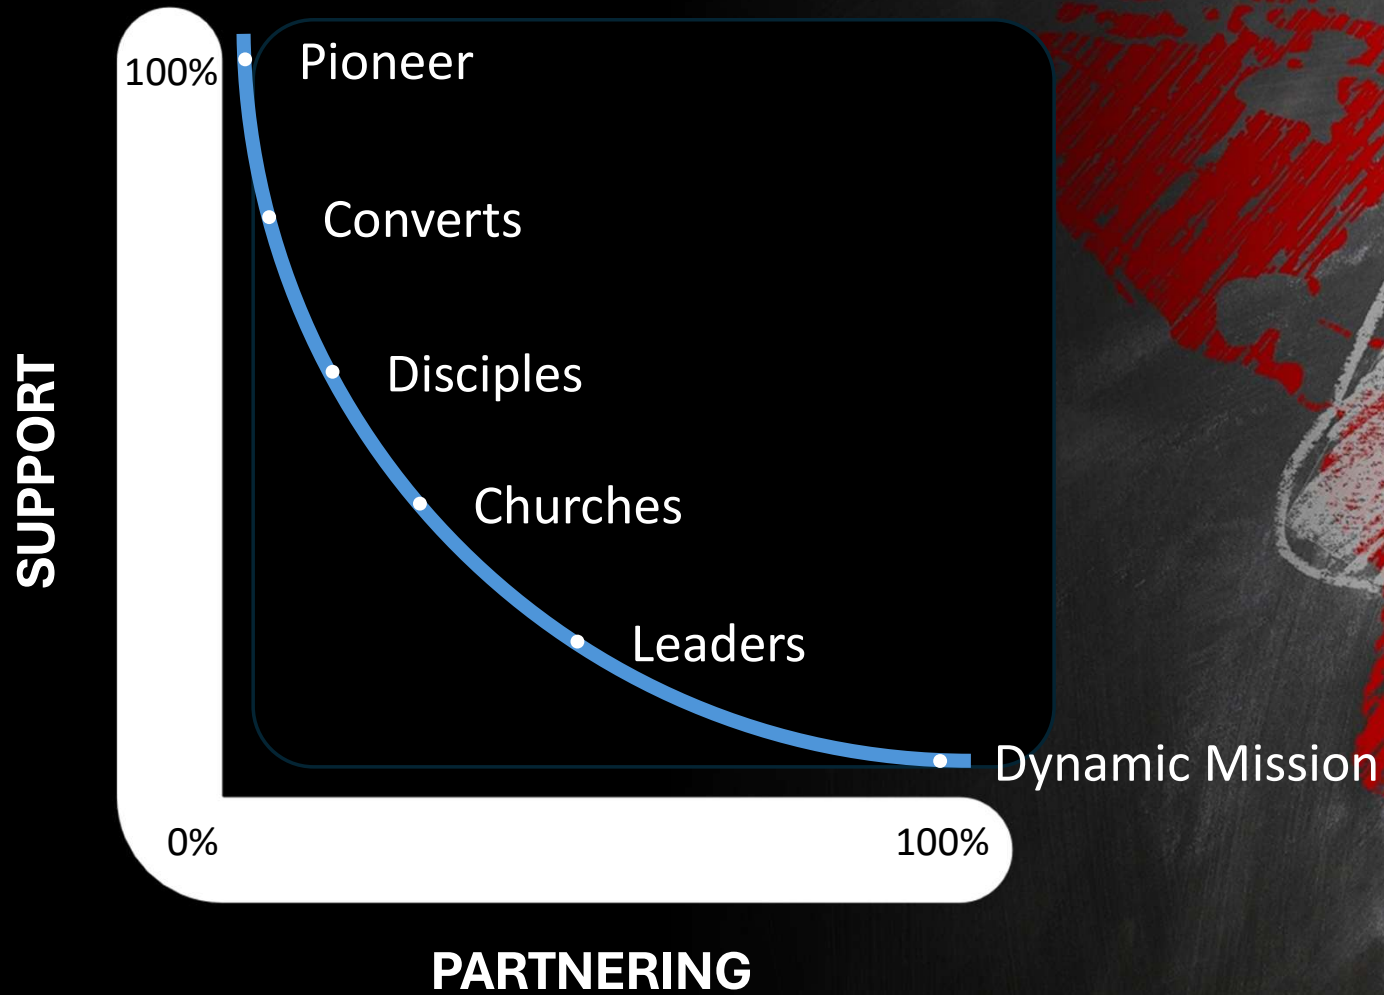 100%
Pioneer
Converts
Disciples
SUPPORT
Churches
Leaders
Dynamic Mission
0%
100%
PARTNERING